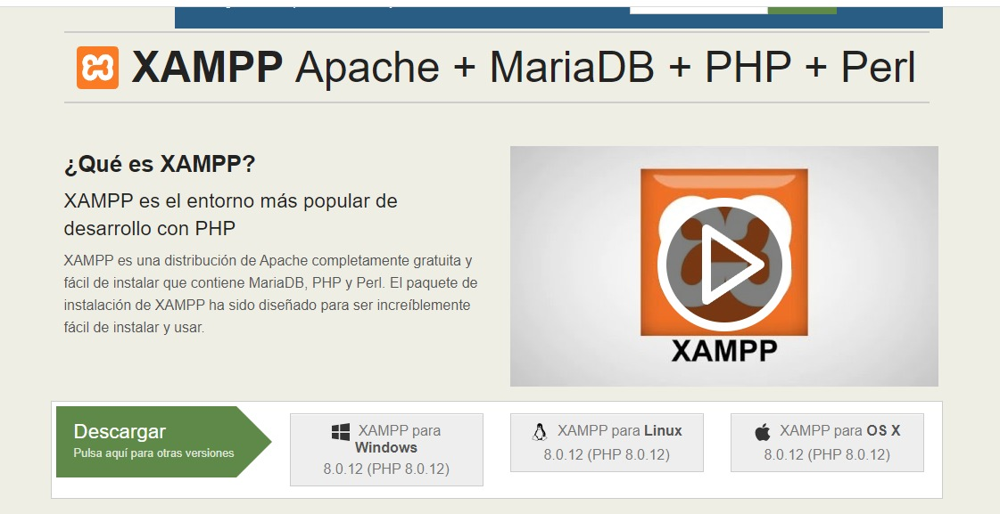 XAMPP Apache + MariaDB + PHP + Perl
¿Qué es XAMPP?
XAMPP es el entorno más popular de
desarrollo con PHP
XAMPP es una distribución de Apache completamente gratuita y
fácil de instalar que contiene MariaDB, PHP y Perl. El paquete de
instalación de XAMPP ha sido diseñado para ser increíblemente
fácil de instalar y usar.
XAMPP
Descargar
Pulsa aquí para otras versiones
XAMPP para
Windows
8.0.12 (PHP 8.0.12)
XAMPP para Linux
8.0.12 (PHP 8.0.12)
XAMPP para OS X
8.0.12 (PHP 8.0.12)